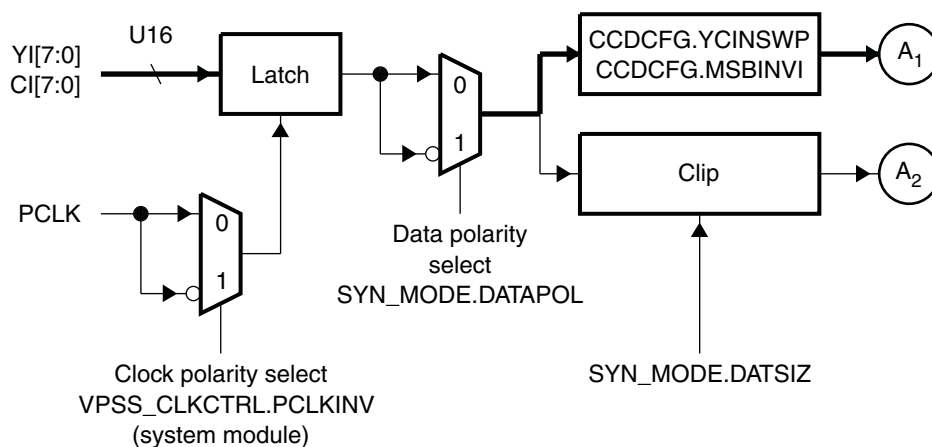 U16
YI[7:0]
CI[7:0]
Latch
0
1
CCDCFG.YCINSWP
CCDCFG.MSBINVI
A1
Clip
A2
PCLK
0
1
Data polarity
select
SYN_MODE.DATAPOL
Clock polarity select
VPSS_CLKCTRL.PCLKINV
(system module)
SYN_MODE.DATSIZ